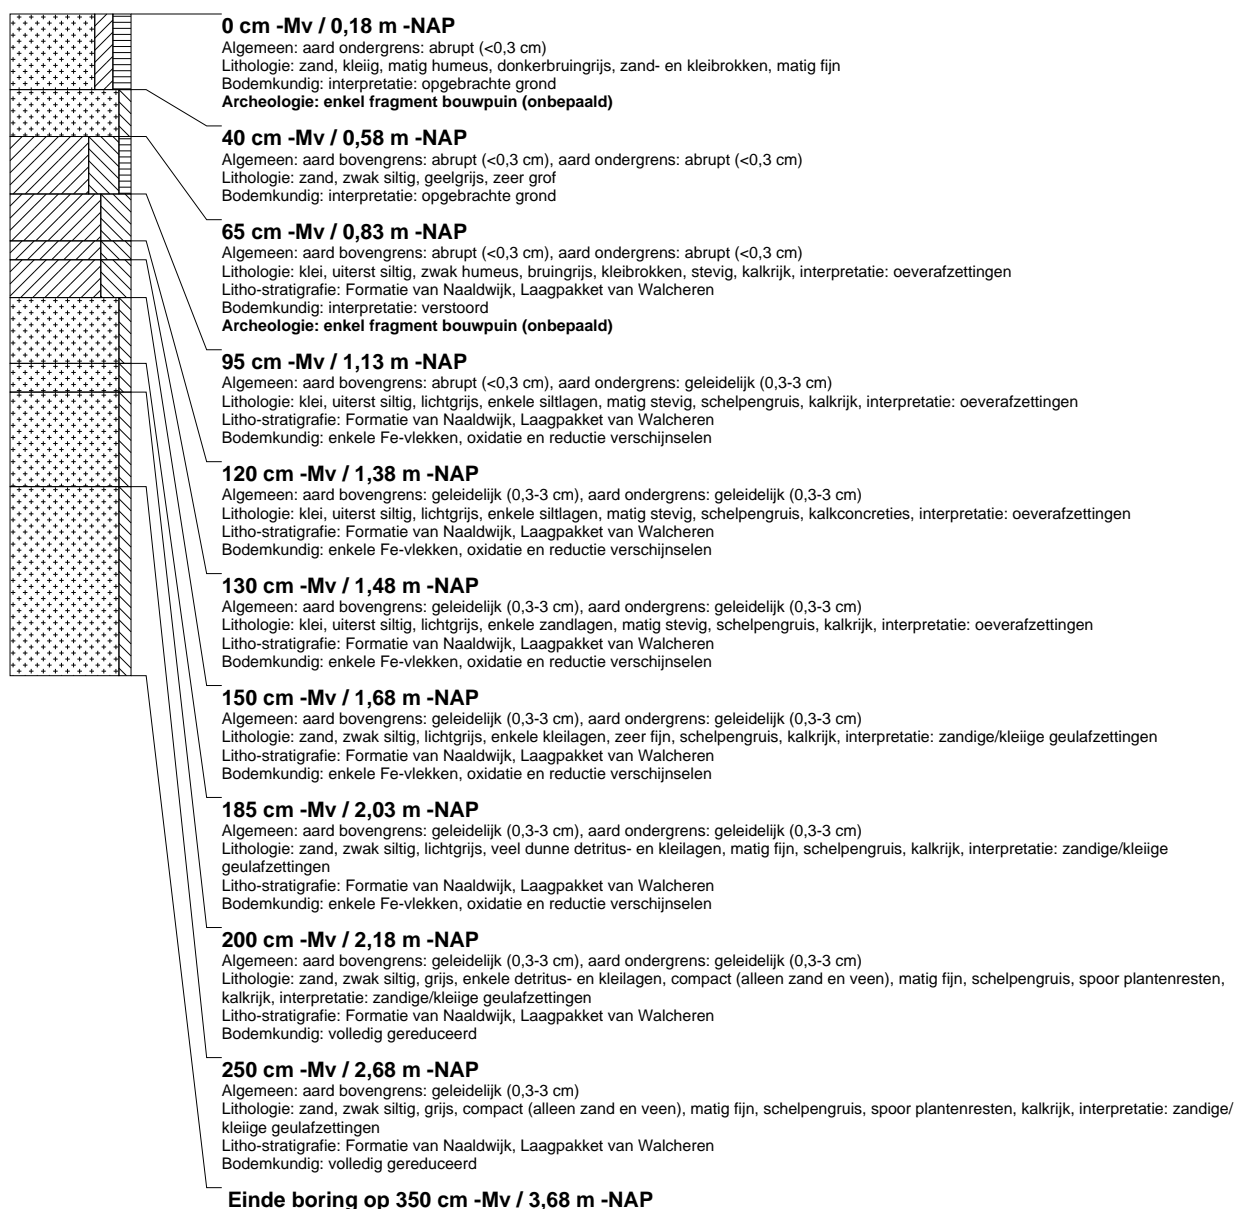 0 cm -Mv / 0,18 m -NAP
Algemeen: aard ondergrens: abrupt (<0,3 cm)
Lithologie: zand, kleiig, matig humeus, donkerbruingrijs, zand- en kleibrokken, matig fijn
Bodemkundig: interpretatie: opgebrachte grond
Archeologie: enkel fragment bouwpuin (onbepaald)
40 cm -Mv / 0,58 m -NAP
Algemeen: aard bovengrens: abrupt (<0,3 cm), aard ondergrens: abrupt (<0,3 cm)
Lithologie: zand, zwak siltig, geelgrijs, zeer grof
Bodemkundig: interpretatie: opgebrachte grond
65 cm -Mv / 0,83 m -NAP
Algemeen: aard bovengrens: abrupt (<0,3 cm), aard ondergrens: abrupt (<0,3 cm)
Lithologie: klei, uiterst siltig, zwak humeus, bruingrijs, kleibrokken, stevig, kalkrijk, interpretatie: oeverafzettingen
Litho-stratigrafie: Formatie van Naaldwijk, Laagpakket van Walcheren
Bodemkundig: interpretatie: verstoord
Archeologie: enkel fragment bouwpuin (onbepaald)
95 cm -Mv / 1,13 m -NAP
Algemeen: aard bovengrens: abrupt (<0,3 cm), aard ondergrens: geleidelijk (0,3-3 cm)
Lithologie: klei, uiterst siltig, lichtgrijs, enkele siltlagen, matig stevig, schelpengruis, kalkrijk, interpretatie: oeverafzettingen
Litho-stratigrafie: Formatie van Naaldwijk, Laagpakket van Walcheren
Bodemkundig: enkele Fe-vlekken, oxidatie en reductie verschijnselen
120 cm -Mv / 1,38 m -NAP
Algemeen: aard bovengrens: geleidelijk (0,3-3 cm), aard ondergrens: geleidelijk (0,3-3 cm)
Lithologie: klei, uiterst siltig, lichtgrijs, enkele siltlagen, matig stevig, schelpengruis, kalkconcreties, interpretatie: oeverafzettingen
Litho-stratigrafie: Formatie van Naaldwijk, Laagpakket van Walcheren
Bodemkundig: enkele Fe-vlekken, oxidatie en reductie verschijnselen
130 cm -Mv / 1,48 m -NAP
Algemeen: aard bovengrens: geleidelijk (0,3-3 cm), aard ondergrens: geleidelijk (0,3-3 cm)
Lithologie: klei, uiterst siltig, lichtgrijs, enkele zandlagen, matig stevig, schelpengruis, kalkrijk, interpretatie: oeverafzettingen
Litho-stratigrafie: Formatie van Naaldwijk, Laagpakket van Walcheren
Bodemkundig: enkele Fe-vlekken, oxidatie en reductie verschijnselen
150 cm -Mv / 1,68 m -NAP
Algemeen: aard bovengrens: geleidelijk (0,3-3 cm), aard ondergrens: geleidelijk (0,3-3 cm)
Lithologie: zand, zwak siltig, lichtgrijs, enkele kleilagen, zeer fijn, schelpengruis, kalkrijk, interpretatie: zandige/kleiige geulafzettingen
Litho-stratigrafie: Formatie van Naaldwijk, Laagpakket van Walcheren
Bodemkundig: enkele Fe-vlekken, oxidatie en reductie verschijnselen
185 cm -Mv / 2,03 m -NAP
Algemeen: aard bovengrens: geleidelijk (0,3-3 cm), aard ondergrens: geleidelijk (0,3-3 cm)
Lithologie: zand, zwak siltig, lichtgrijs, veel dunne detritus- en kleilagen, matig fijn, schelpengruis, kalkrijk, interpretatie: zandige/kleiige
geulafzettingen
Litho-stratigrafie: Formatie van Naaldwijk, Laagpakket van Walcheren
Bodemkundig: enkele Fe-vlekken, oxidatie en reductie verschijnselen
200 cm -Mv / 2,18 m -NAP
Algemeen: aard bovengrens: geleidelijk (0,3-3 cm), aard ondergrens: geleidelijk (0,3-3 cm)
Lithologie: zand, zwak siltig, grijs, enkele detritus- en kleilagen, compact (alleen zand en veen), matig fijn, schelpengruis, spoor plantenresten,
kalkrijk, interpretatie: zandige/kleiige geulafzettingen
Litho-stratigrafie: Formatie van Naaldwijk, Laagpakket van Walcheren
Bodemkundig: volledig gereduceerd
250 cm -Mv / 2,68 m -NAP
Algemeen: aard bovengrens: geleidelijk (0,3-3 cm)
Lithologie: zand, zwak siltig, grijs, compact (alleen zand en veen), matig fijn, schelpengruis, spoor plantenresten, kalkrijk, interpretatie: zandige/
kleiige geulafzettingen
Litho-stratigrafie: Formatie van Naaldwijk, Laagpakket van Walcheren
Bodemkundig: volledig gereduceerd
Einde boring op 350 cm -Mv / 3,68 m -NAP